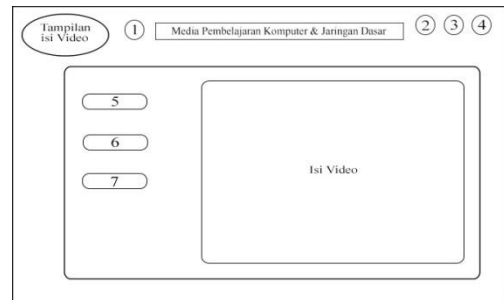 Tampilan
isi Video
1
Media Pembelajaran Komputer & Jaringan Dasar
2
3
4
5
6
7
Isi Video